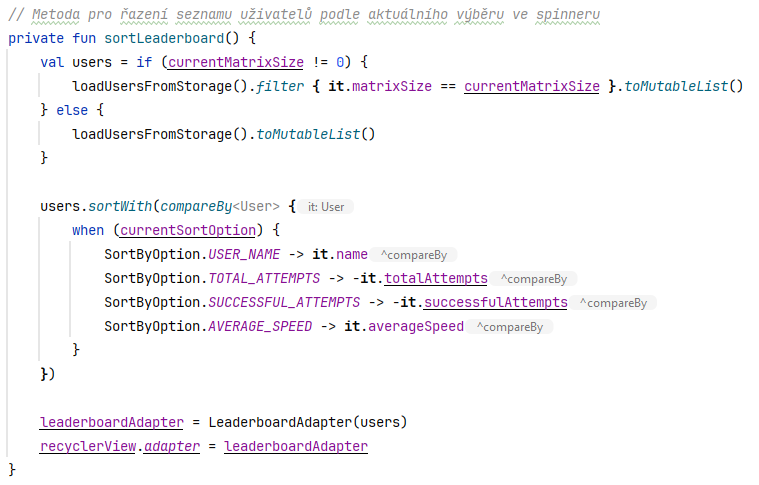 // Metoda pro řazení seznamu uživatelů podle aktuálního výběru ve spinneru
private fun sortLeaderboard() {
    val users = if (currentMatrixSize != 0) {
        loadUsersFromStorage().filter { it.matrixSize == currentMatrixSize }.toMutableList()
    } else {
        loadUsersFromStorage().toMutableList()
    }

    users.sortWith(compareBy<User> { it: User
        when (currentSortOption) {
            SortByOption.USER_NAME -> it.name ^compareBy
            SortByOption.TOTAL_ATTEMPTS -> -it.totalAttempts ^compareBy
            SortByOption.SUCCESSFUL_ATTEMPTS -> -it.successfulAttempts ^compareBy
            SortByOption.AVERAGE_SPEED -> it.averageSpeed ^compareBy
        }
    })

    leaderboardAdapter = LeaderboardAdapter(users)
    recyclerView.adapter = leaderboardAdapter
}